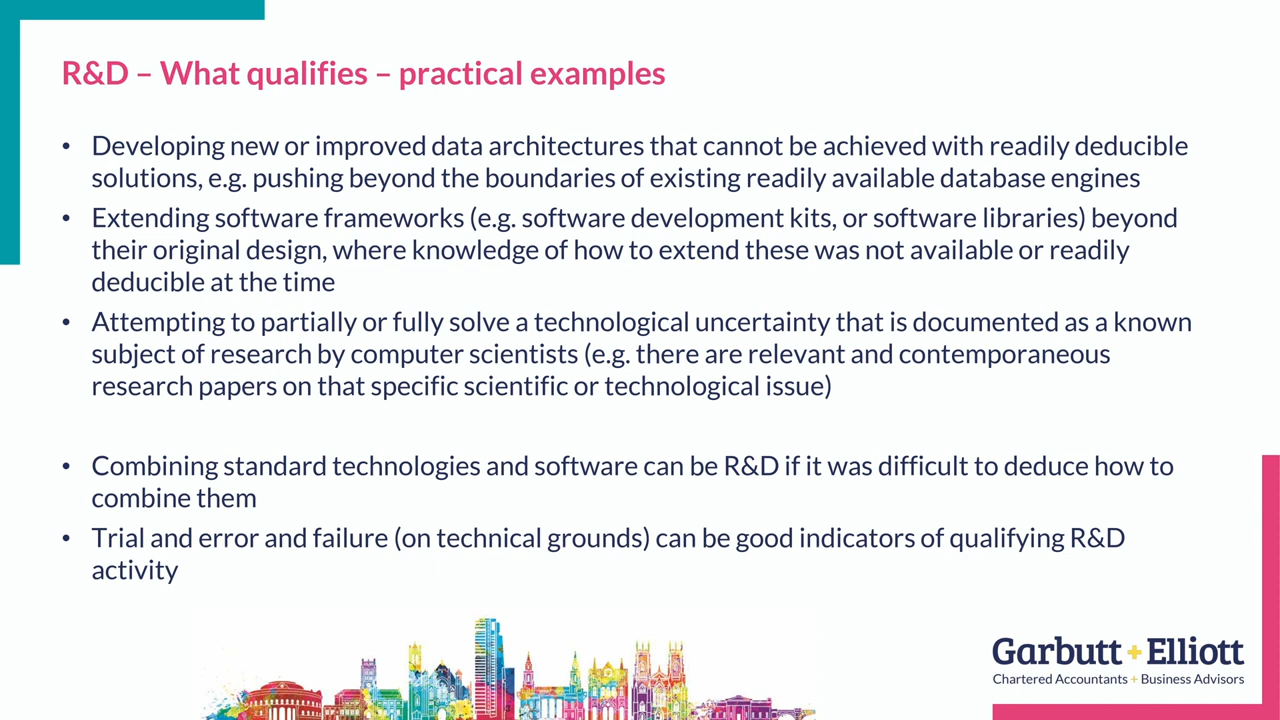 R&D – What qualifies – practical examples
• Developing new or improved data architectures that cannot be achieved with readily deducible
solutions, e.g. pushing beyond the boundaries of existing readily available database engines
• Extending software frameworks (e.g. software development kits, or software libraries) beyond
their original design, where knowledge of how to extend these was not available or readily
deducible at the time
• Attempting to partially or fully solve a technological uncertainty that is documented as a known
subject of research by computer scientists (e.g. there are relevant and contemporaneous
research papers on that specific scientific or technological issue)
• Combining standard technologies and software can be R&D if it was difficult to deduce how to
combine them
• Trial and error and failure (on technical grounds) can be good indicators of qualifying R&D
activity
Garbutt + Elliott
Chartered Accountants + Business Advisors